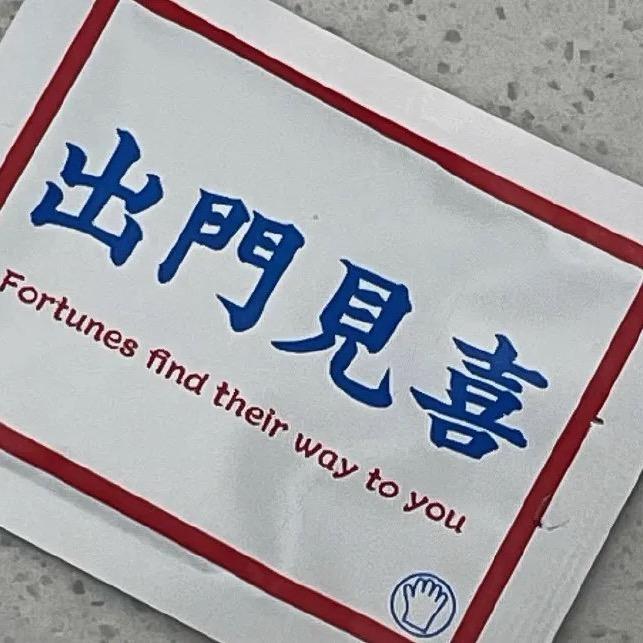 出門見喜
Fortunes find their way to you